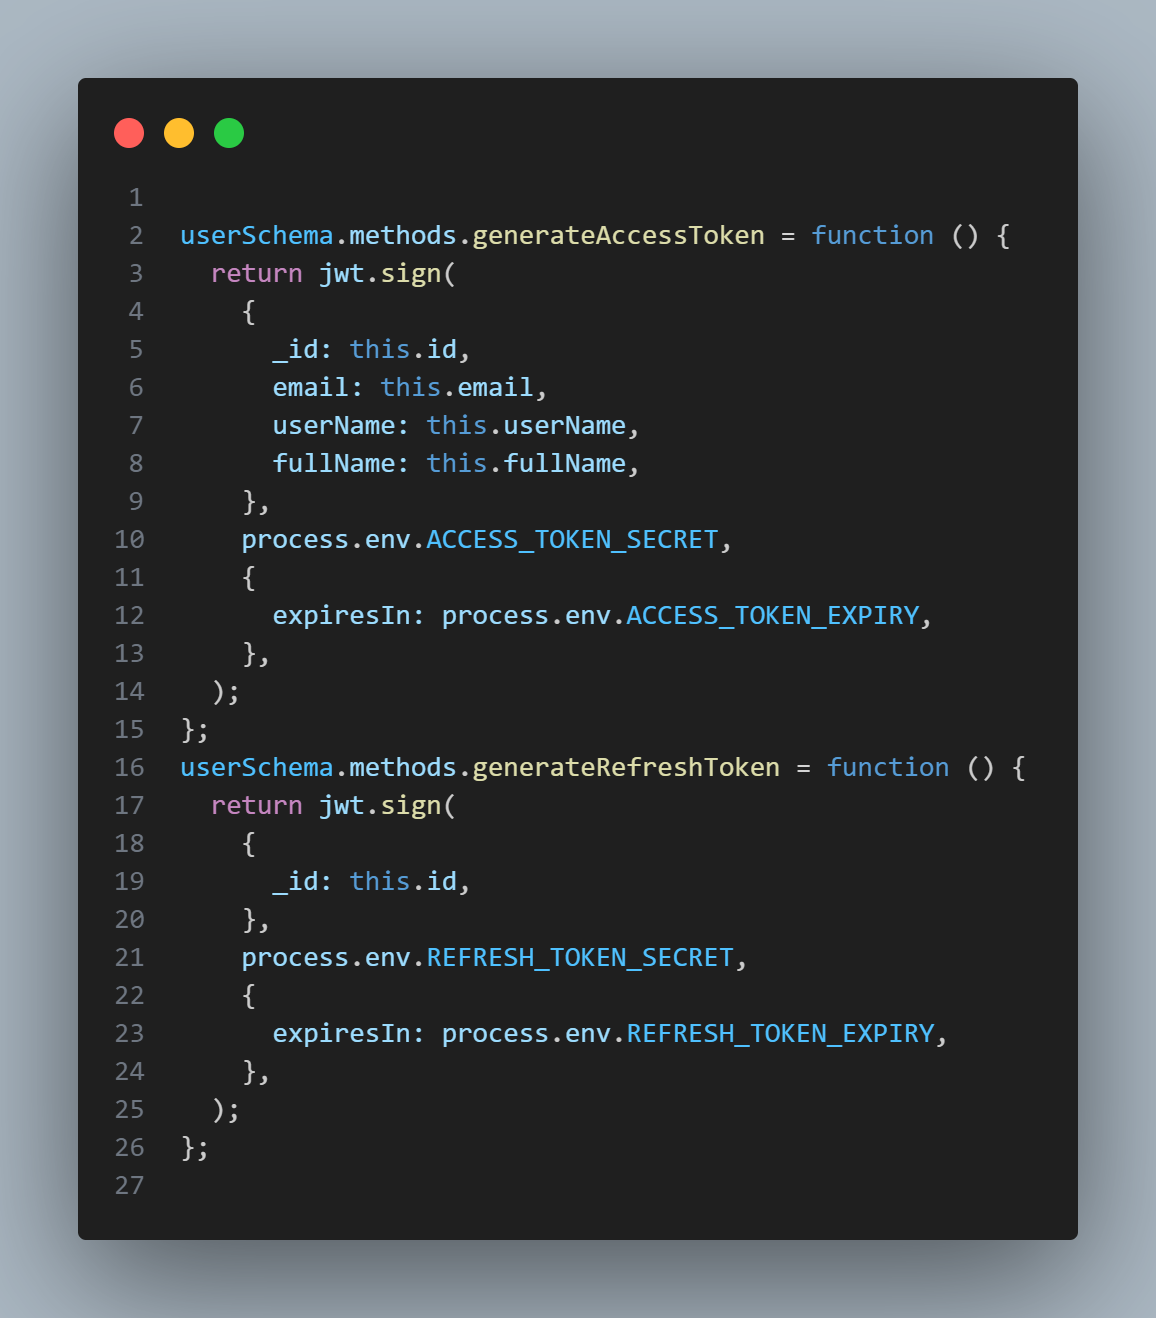 1
2 userSchema.methods.generateAccessToken = function () {
3   return jwt.sign(
4     {
5       _id: this.id,
6       email: this.email,
7       userName: this.userName,
8       fullName: this.fullName,
9     },
10     process.env.ACCESS_TOKEN_SECRET,
11     {
12       expiresIn: process.env.ACCESS_TOKEN_EXPIRY,
13     },
14   );
15 };
16 userSchema.methods.generateRefreshToken = function () {
17   return jwt.sign(
18     {
19       _id: this.id,
20     },
21     process.env.REFRESH_TOKEN_SECRET,
22     {
23       expiresIn: process.env.REFRESH_TOKEN_EXPIRY,
24     },
25   );
26 };
27